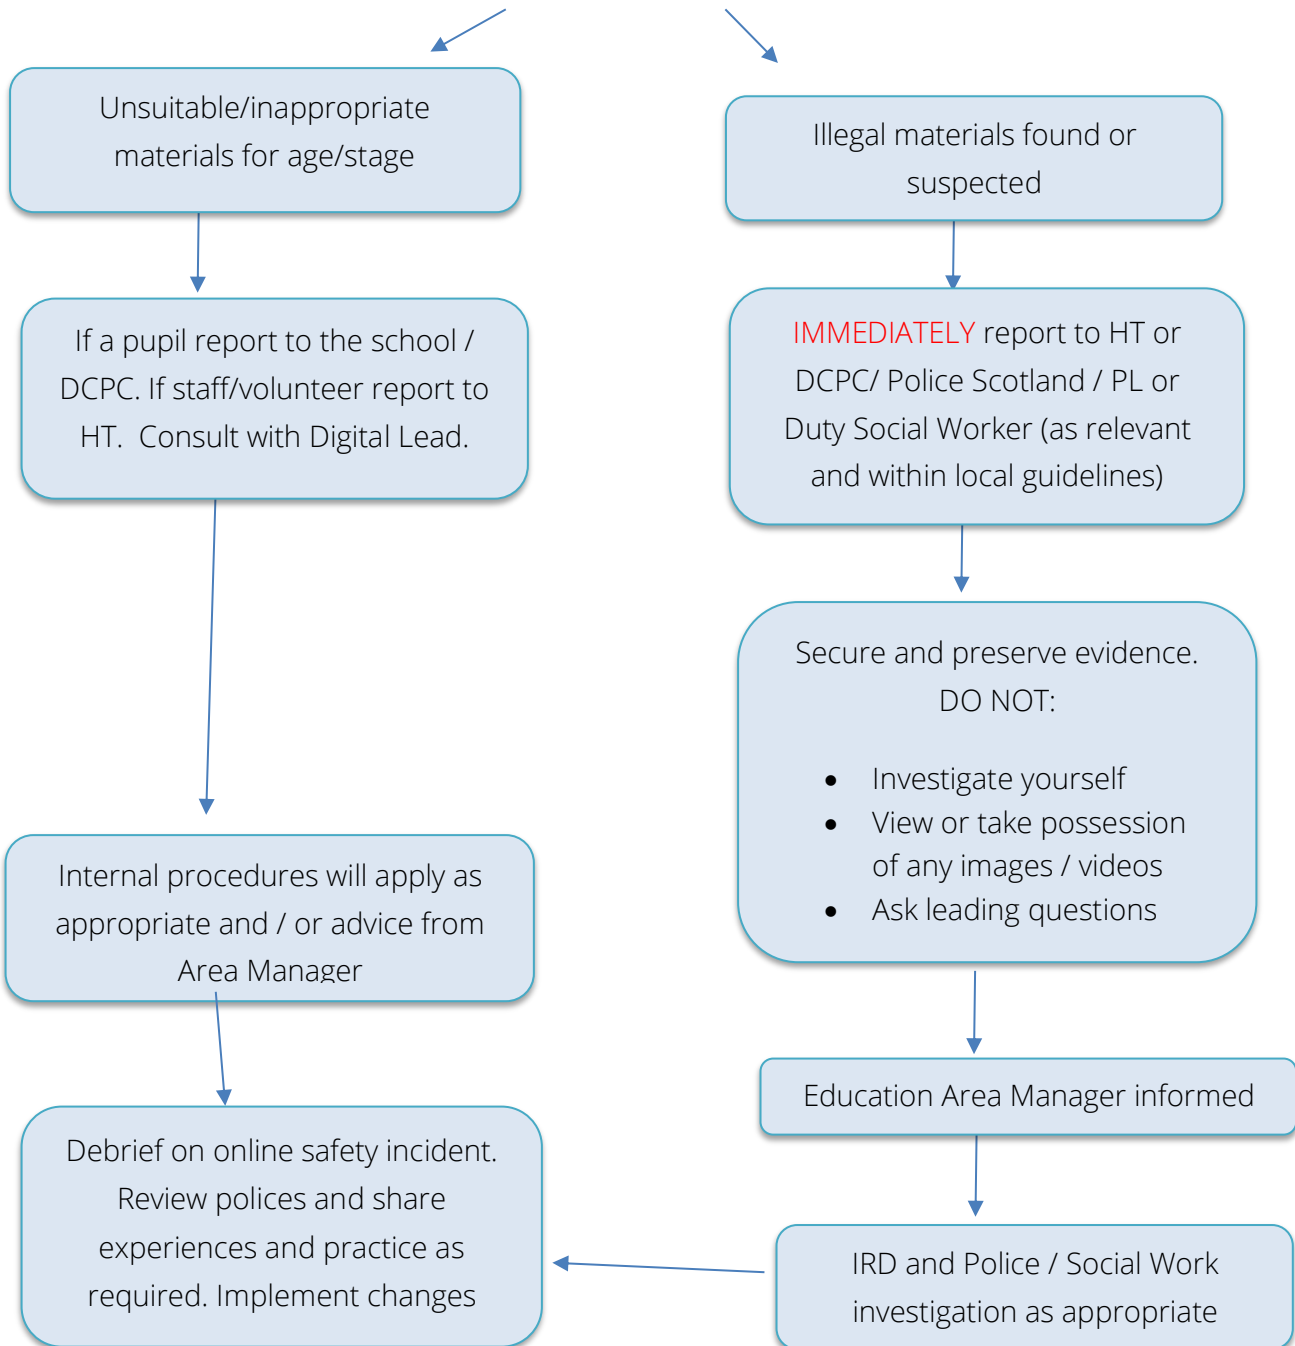 Unsuitable/inappropriate
materials for age/stage
Illegal materials found or
suspected
If a pupil report to the school /
DCPC. If staff/volunteer report to
HT.  Consult with Digital Lead.
IMMEDIATELY report to HT or
DCPC/ Police Scotland / PL or
Duty Social Worker (as relevant
and within local guidelines)
Secure and preserve evidence.
DO NOT:
• Investigate yourself
• View or take possession
of any images / videos
• Ask leading questions
Internal procedures will apply as
appropriate and / or advice from
Area Manager
Education Area Manager informed
Debrief on online safety incident.
Review polices and share
experiences and practice as
required. Implement changes
IRD and Police / Social Work
investigation as appropriate